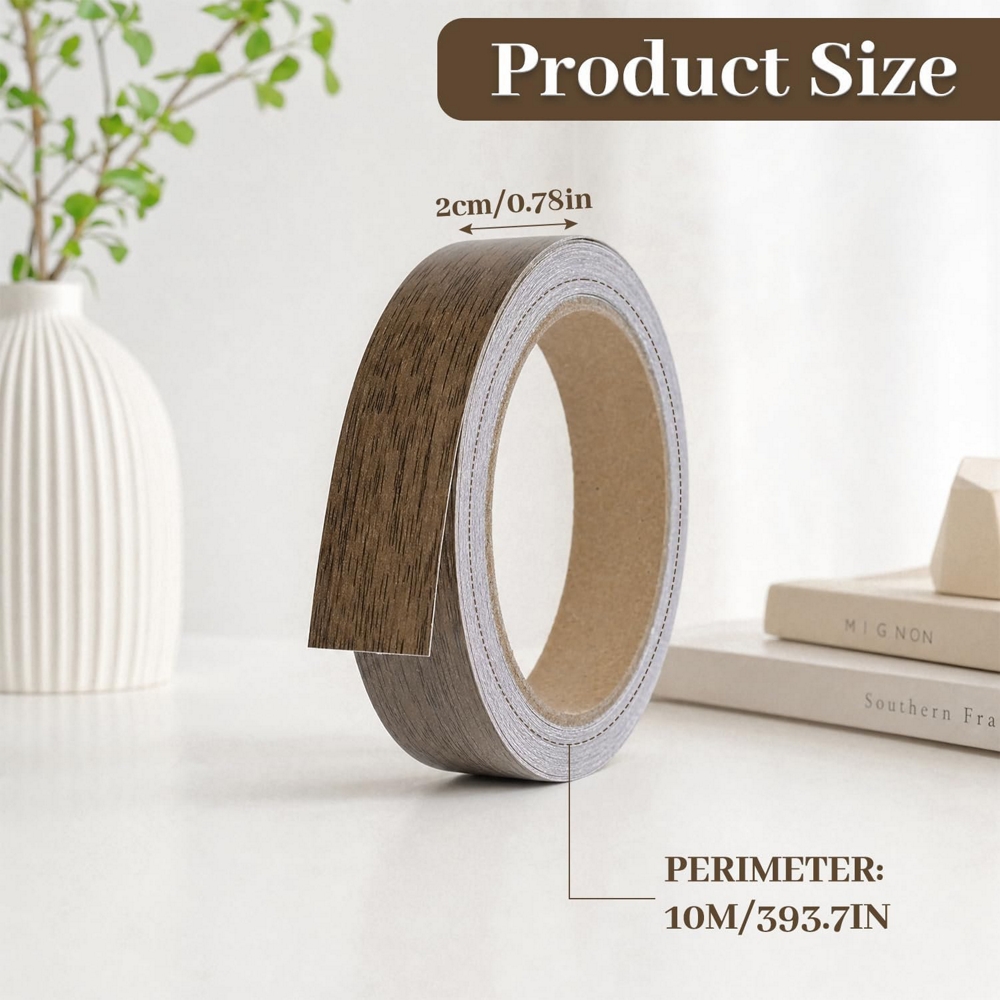 Product Size
2cm/0.78in
MIGNON
Southern Fra
PERIMETER:
10M/393.7IN